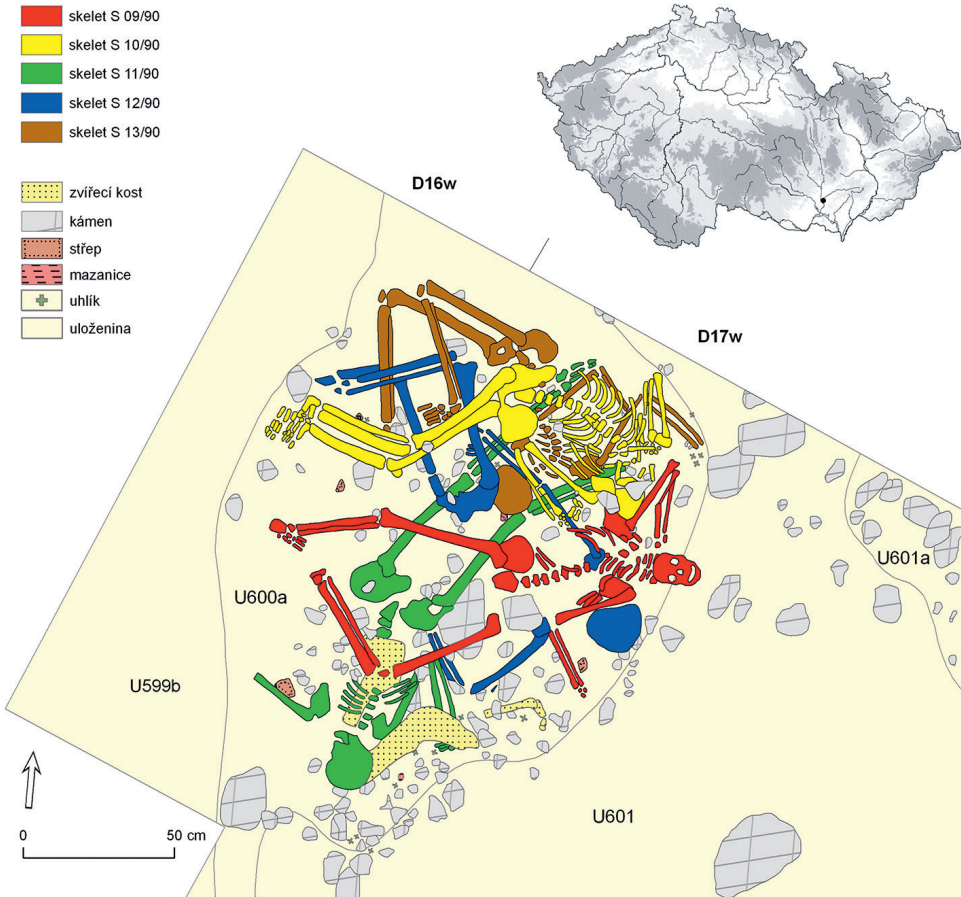 skelet S 09/90
skelet S 10/90
skelet S 11/90
skelet S 12/90
skelet S 13/90
zvířecí kost
kámen
střep
mazanice
uhlík
uloženina
D16w
D17w
U601a
U600a
U599b
U601
0
50 cm